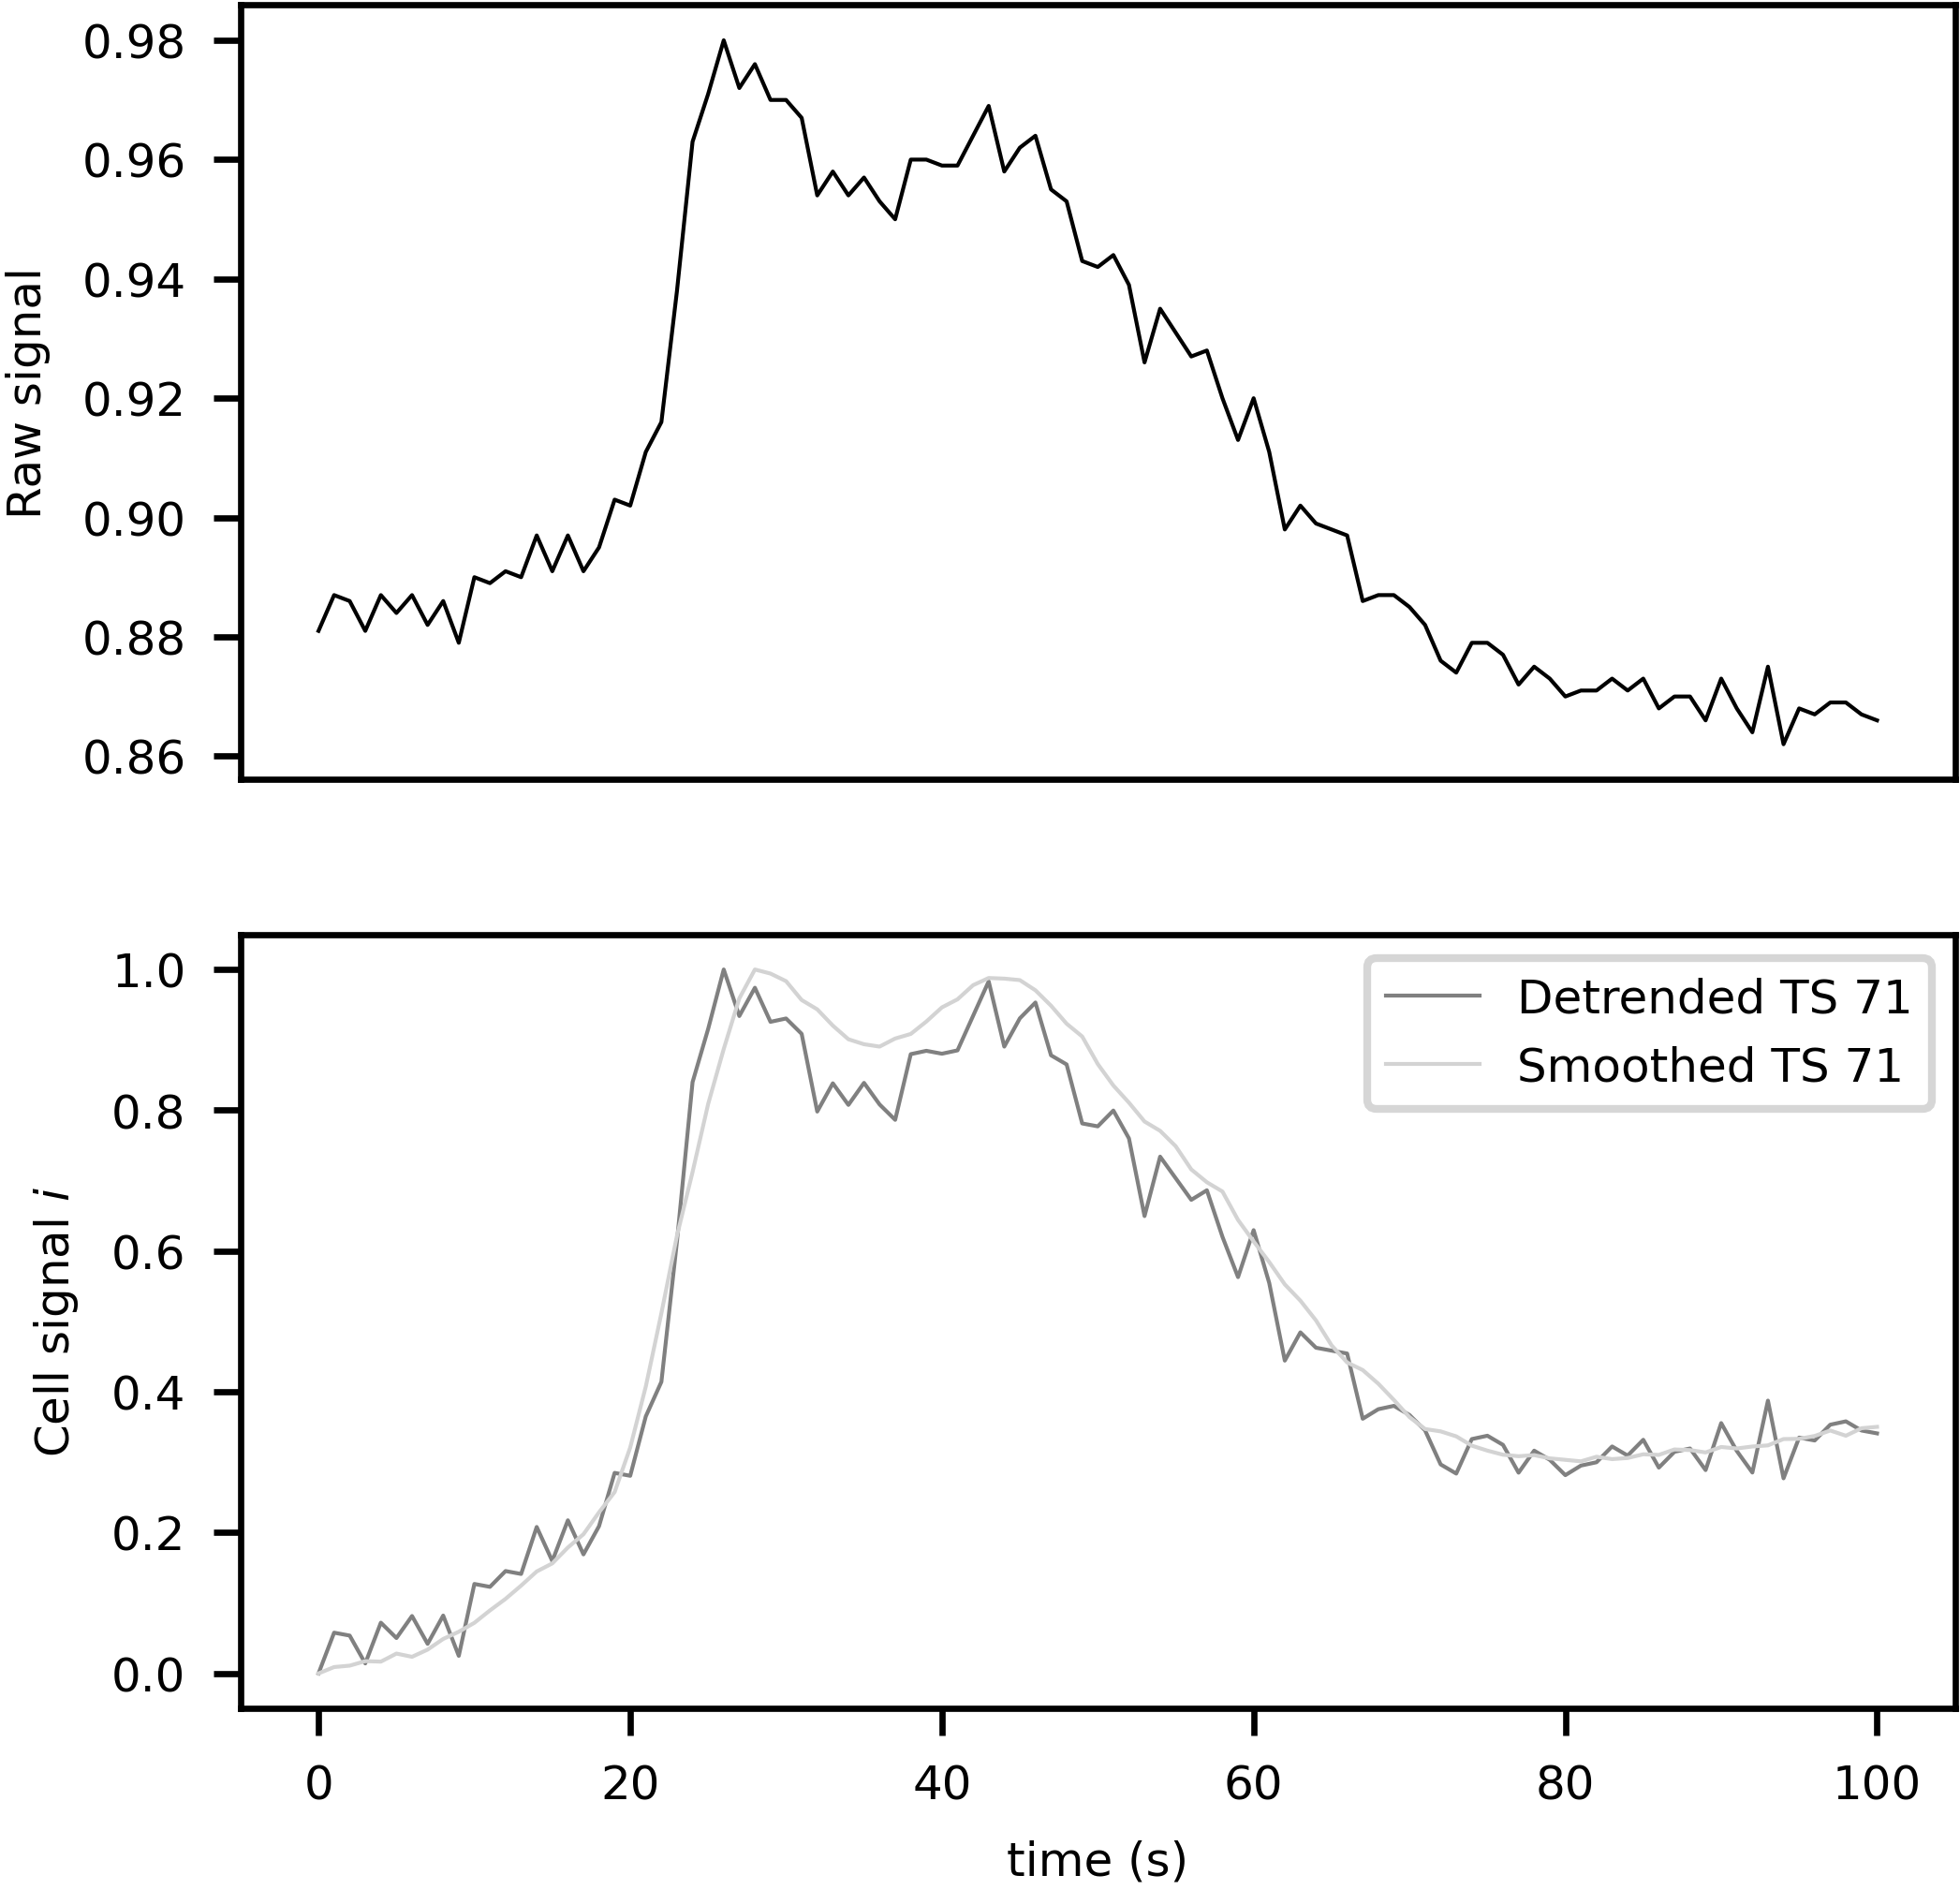 Raw signal
0.98
0.96
0.94
0.92
0.90
0.88
0.86
Cell signal i
1.0
0.8
0.6
0.4
0.2
0.0
Detrended TS 71
Smoothed TS 71
0 20 40 60 80 100
time (s)